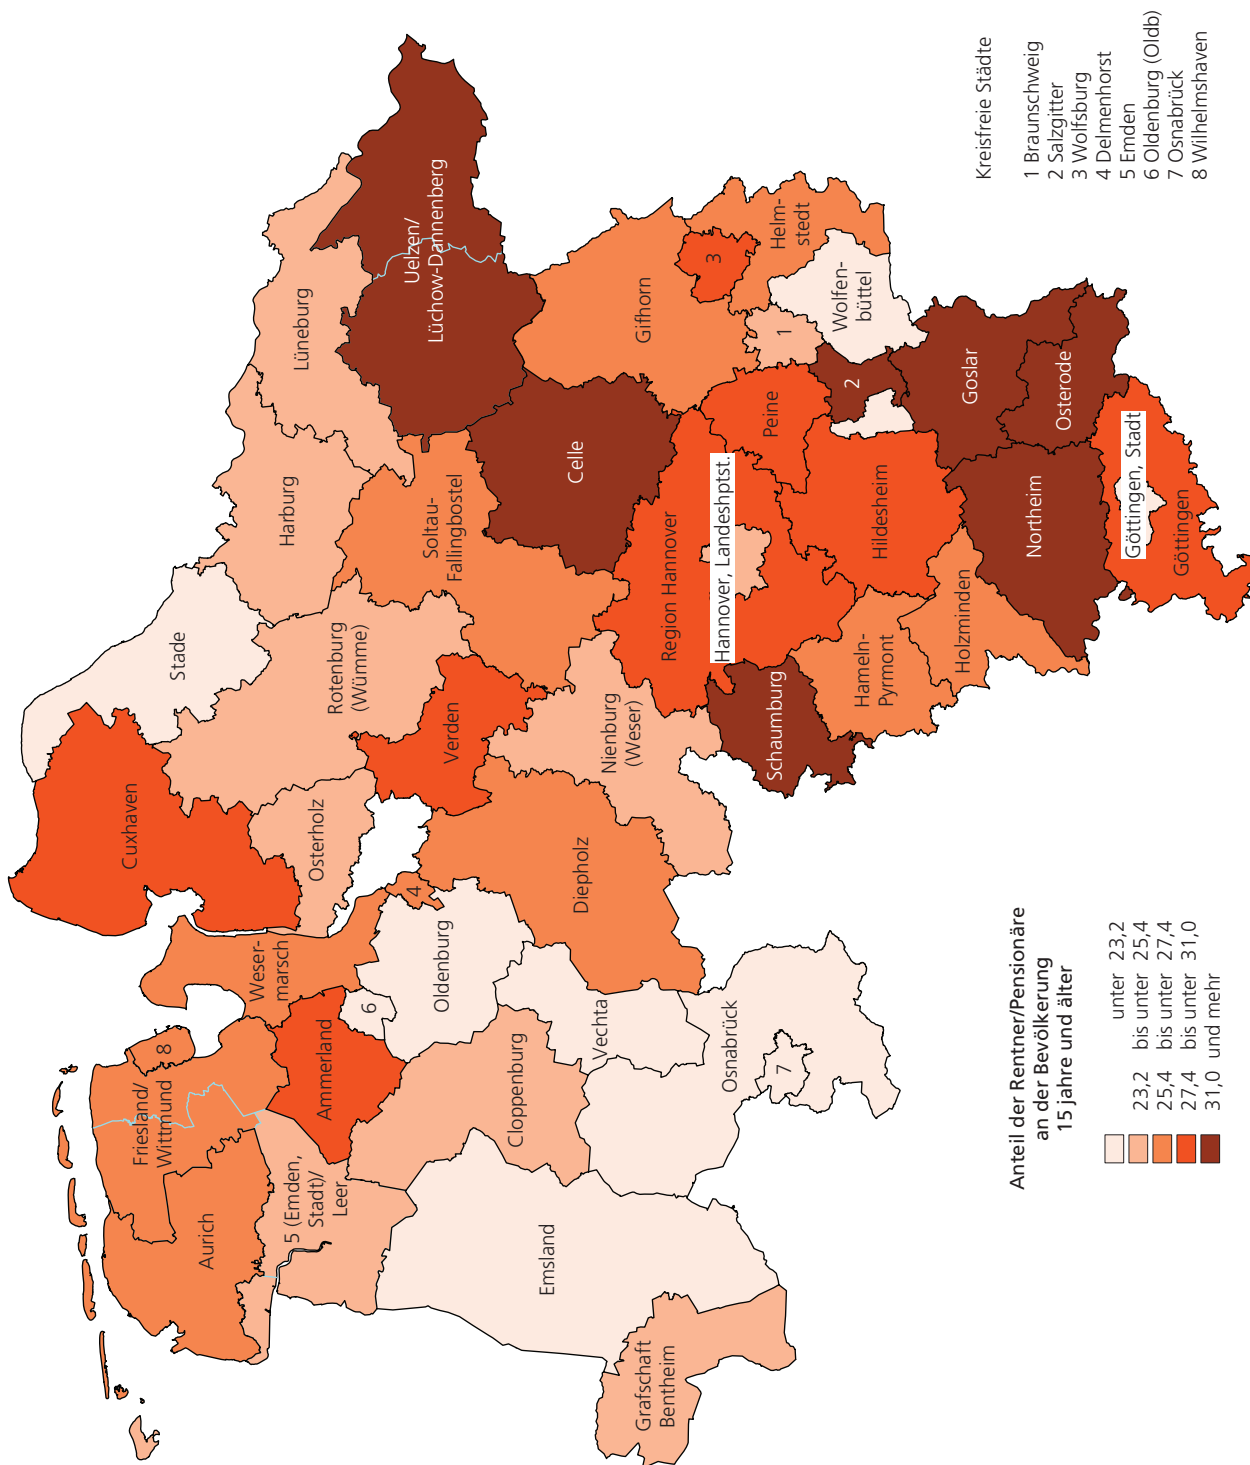 Kreisfreie Städte
1 Braunschweig
2 Salzgitter
3 Wolfsburg
4 Delmenhorst
5 Emden
6 Oldenburg (Oldb)
7 Osnabrück
8 Wilhelmshaven
Uelzen/
Lüchow-Dannenberg
Lüneburg
Harburg
Stade
Cuxhaven
Osterholz
Rotenburg
(Wümme)
Verden
Soltau-
Fallingbostel
Celle
Gifhorn
3
Helm-
stedt
Wolfen-
büttel
1
2
Peine
Region Hannover
Hannover, Landeshptst.
Hildesheim
Goslar
Osterode
Göttingen, Stadt
Göttingen
Northeim
Holzminden
Hameln-
Pyrmont
Schaumburg
Nienburg
(Weser)
Diepholz
4
Weser-
marsch
Oldenburg
6
Ammerland
8
Friesland/
Wittmund
Aurich
5 (Emden,
Stadt)/
Leer
Cloppenburg
Vechta
Osnabrück
7
Emsland
Grafschaft
Bentheim
Anteil der Rentner/Pensionäre
an der Bevölkerung
15 Jahre und älter
unter 23,2
23,2 bis unter 25,4
25,4 bis unter 27,4
27,4 bis unter 31,0
31,0 und mehr